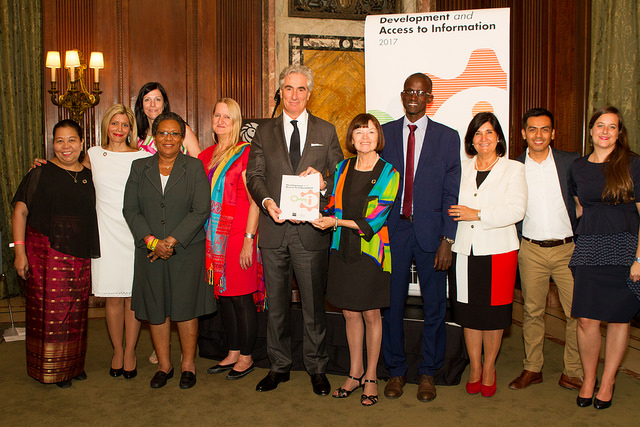 Development and
Access to Information
2017